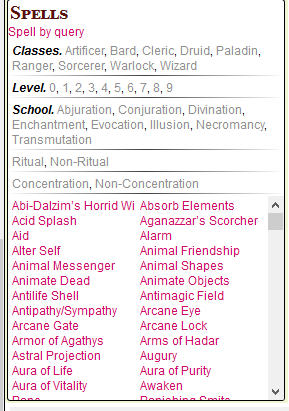 Spells
Spell by query
Classes. Artificer, Bard, Cleric, Druid, Paladin,
Ranger, Sorcerer, Warlock, Wizard
Level. 0, 1, 2, 3, 4, 5, 6, 7, 8, 9
School. Abjuration, Conjuration, Divination,
Enchantment, Evocation, Illusion, Necromancy,
Transmutation
Ritual, Non-Ritual
Concentration, Non-Concentration
Abi-Dalzim's Horrid Wi Absorb Elements
Acid Splash Aganazzar's Scorcher
Aid Alarm
Alter Self Animal Friendship
Animal Messenger Animal Shapes
Animate Dead Animate Objects
Antilife Shell Antimagic Field
Antipathy/Sympathy Arcane Eye
Arcane Gate Arcane Lock
Armor of Agathys Arms of Hadar
Astral Projection Augury
Aura of Life Aura of Purity
Aura of Vitality Awaken
Bane Banishing Smite